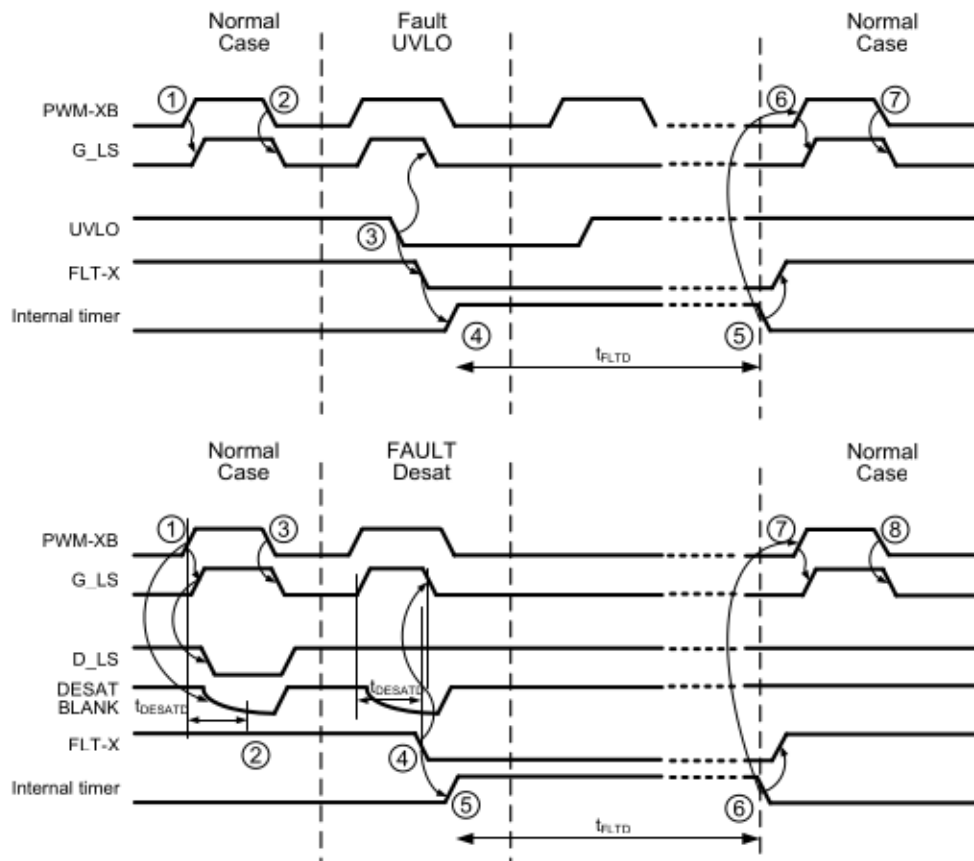 Normal
Case
Fault
UVLO
Normal
Case
① ② ⑥ ⑦
PWM-XB
G_LS
UVLO
③
FLT-X
Internal timer
④ ⑤
tFLTD
Normal
Case
FAULT
Desat
Normal
Case
① ③ ⑦ ⑧
PWM-XB
G_LS
D_LS
DESAT
BLANK
tDESATD tDESATD
FLT-X
② ④
Internal timer
⑤ ⑥
tFLTD